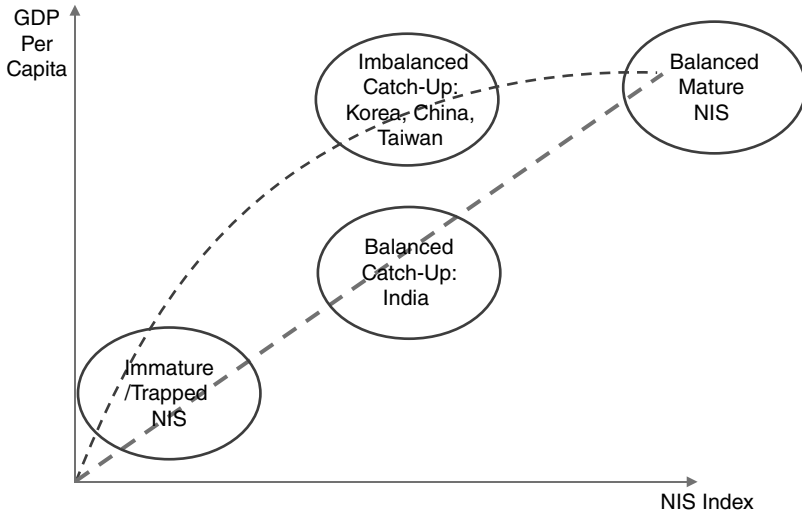 GDP
Per
Capita
Imbalanced
Catch-Up:
Korea, China,
Taiwan
Balanced
Mature
NIS
Balanced
Catch-Up:
India
Immature
/Trapped
NIS
NIS Index